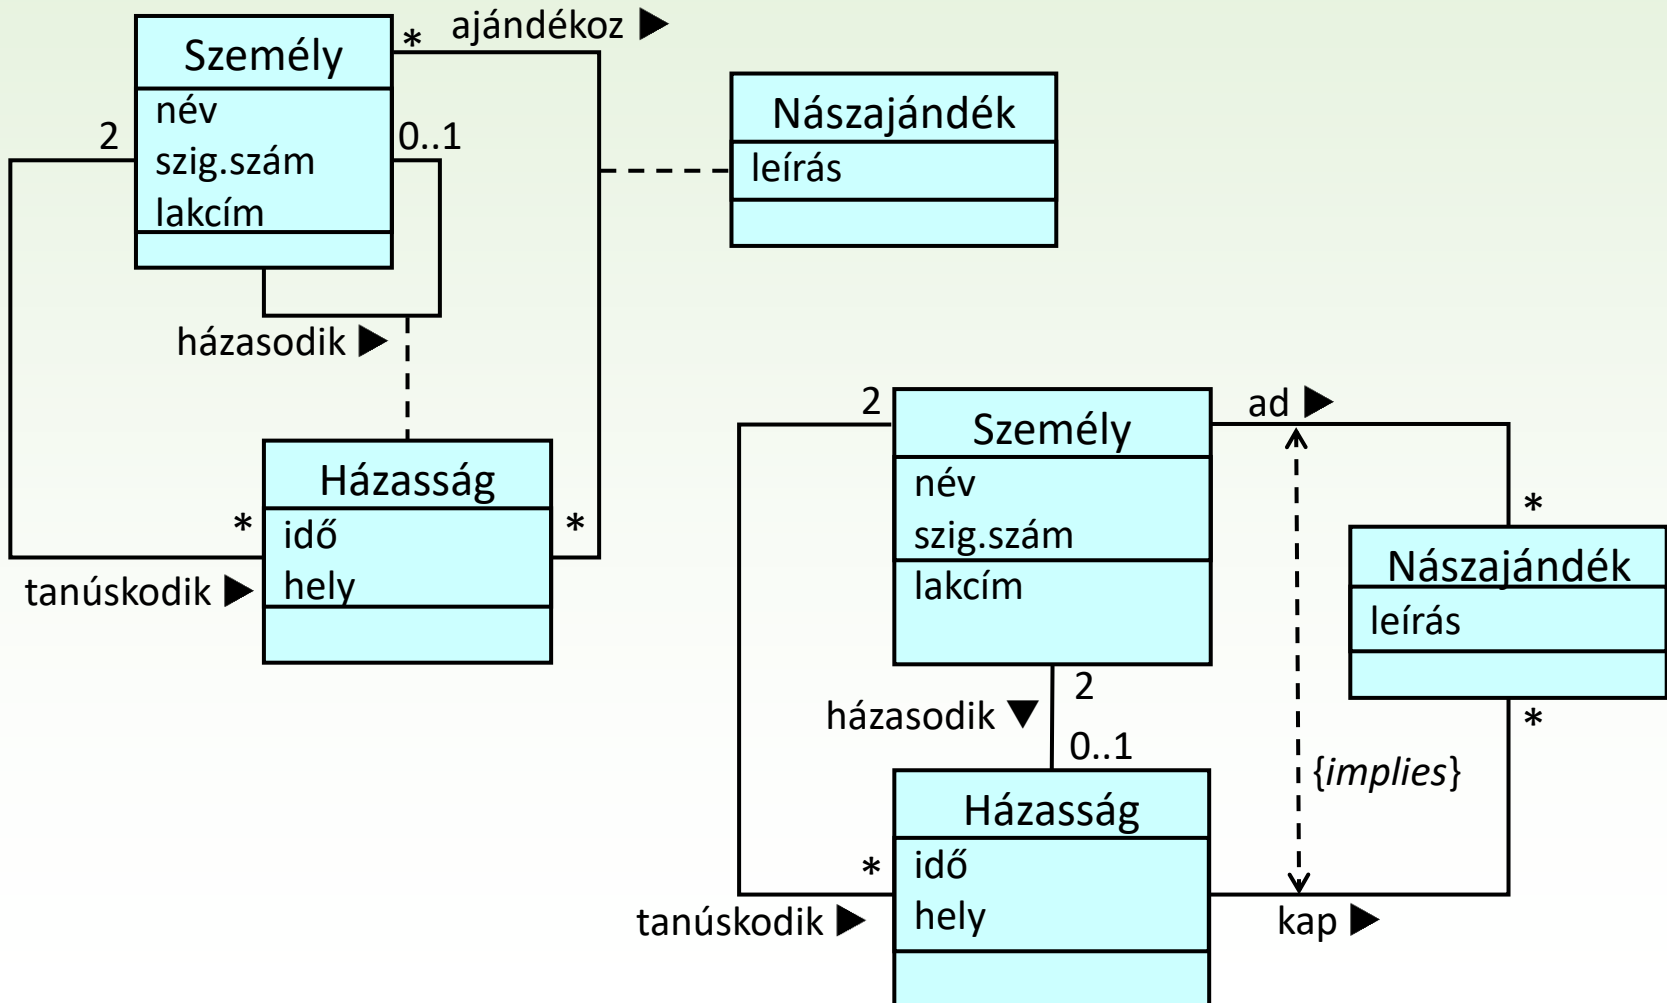 ajándékoz ▶
*
Személy
név
szig.szám
lakcím
2
0..1
Nászajándék
leírás
házasodik ▶
Házasság
idő
hely
*
*
tanúskodik ▶
2
Személy
név
szig.szám
lakcím
ad ▶
*
Nászajándék
leírás
*
2
házasodik ▼
0..1
{implies}
Házasság
idő
hely
*
tanúskodik ▶
kap ▶